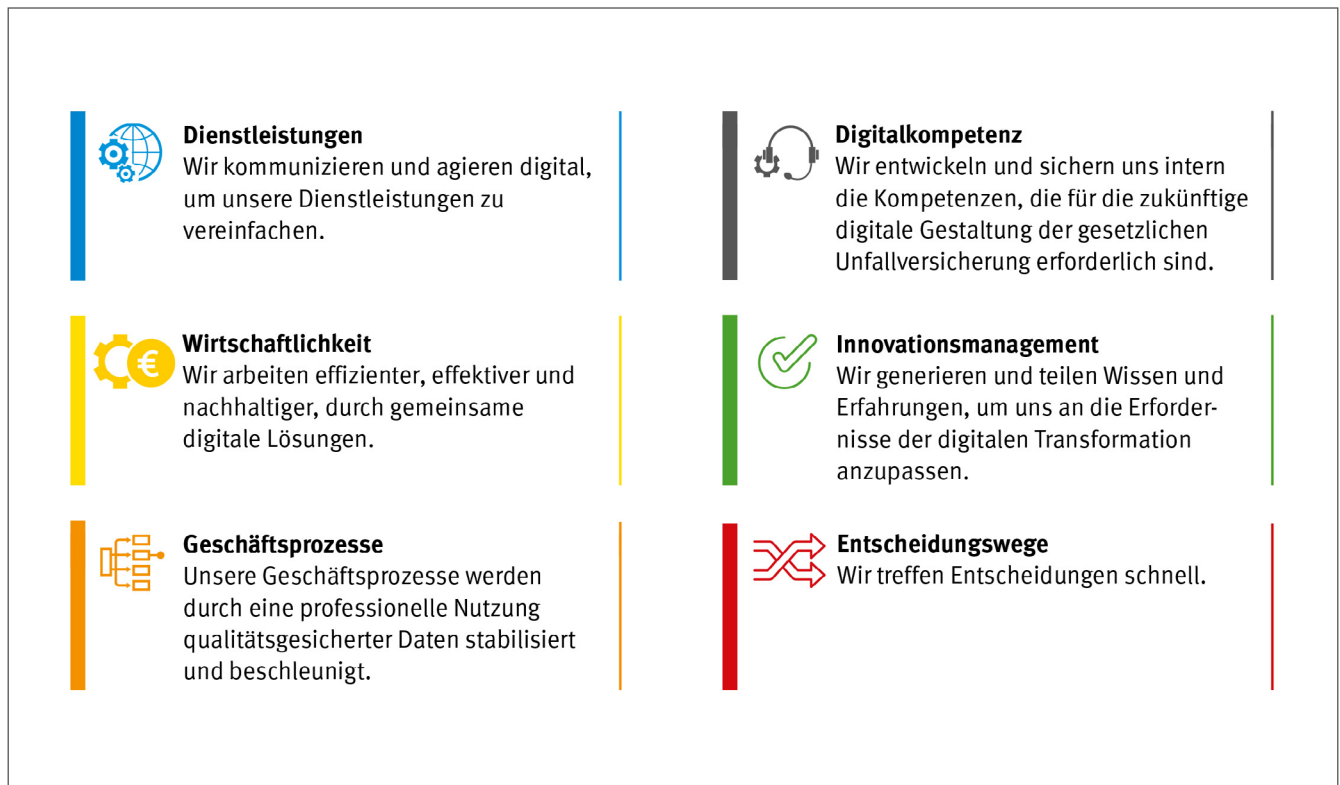 Dienstleistungen
Wir kommunizieren und agieren digital,
um unsere Dienstleistungen zu
vereinfachen.
€
Wirtschaftlichkeit
Wir arbeiten effizienter, effektiver und
nachhaltiger, durch gemeinsame
digitale Lösungen.
Geschäftsprozesse
Unsere Geschäftsprozesse werden
durch eine professionelle Nutzung
qualitätsgesicherter Daten stabilisiert
und beschleunigt.
Digitalkompetenz
Wir entwickeln und sichern uns intern
die Kompetenzen, die für die zukünftige
digitale Gestaltung der gesetzlichen
Unfallversicherung erforderlich sind.
Innovationsmanagement
Wir generieren und teilen Wissen und
Erfahrungen, um uns an die Erforder-
nisse der digitalen Transformation
anzupassen.
Entscheidungswege
Wir treffen Entscheidungen schnell.